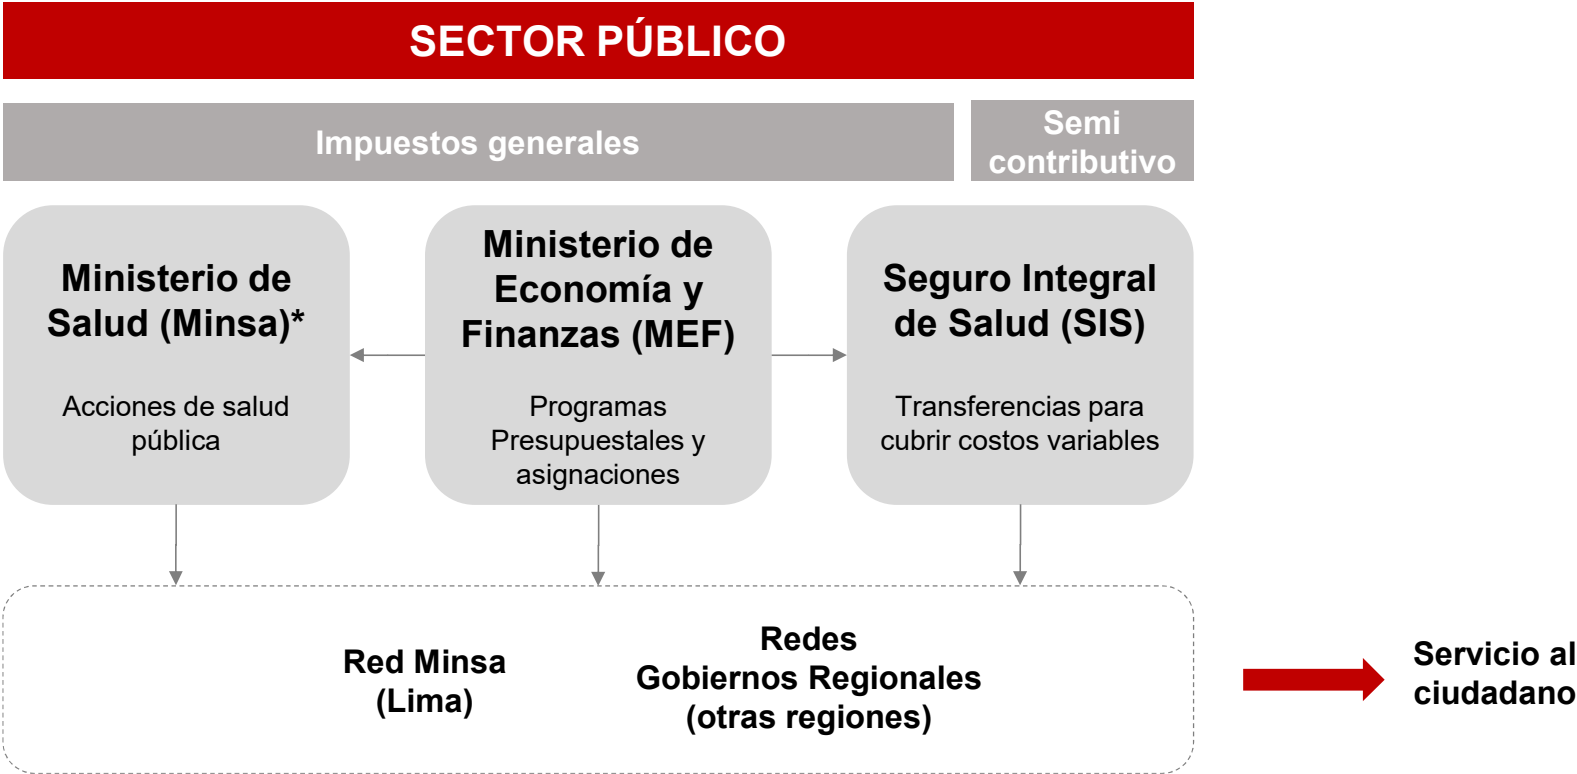 SECTOR PÚBLICO
Impuestos generales
Semi
contributivo
Ministerio de
Salud (Minsa)*
Acciones de salud
pública
Ministerio de
Economía y
Finanzas (MEF)
Programas
Presupuestales y
asignaciones
Seguro Integral
de Salud (SIS)
Transferencias para
cubrir costos variables
Red Minsa
(Lima)
Redes
Gobiernos Regionales
(otras regiones)
Servicio al
ciudadano